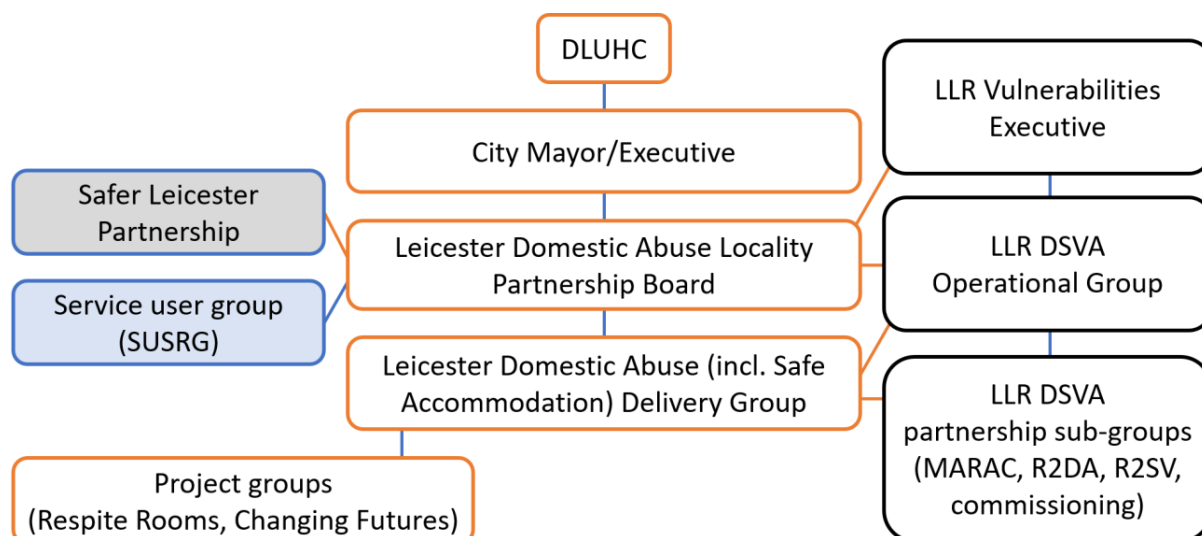 DLUHC
City Mayor/Executive
LLR Vulnerabilities
Executive
Safer Leicester
Partnership
Leicester Domestic Abuse Locality
Partnership Board
LLR DSVA
Operational Group
Service user group
(SUSRG)
Leicester Domestic Abuse (incl. Safe
Accommodation) Delivery Group
LLR DSVA
partnership sub-groups
(MARAC, R2DA, R2SV,
commissioning)
Project groups
(Respite Rooms, Changing Futures)